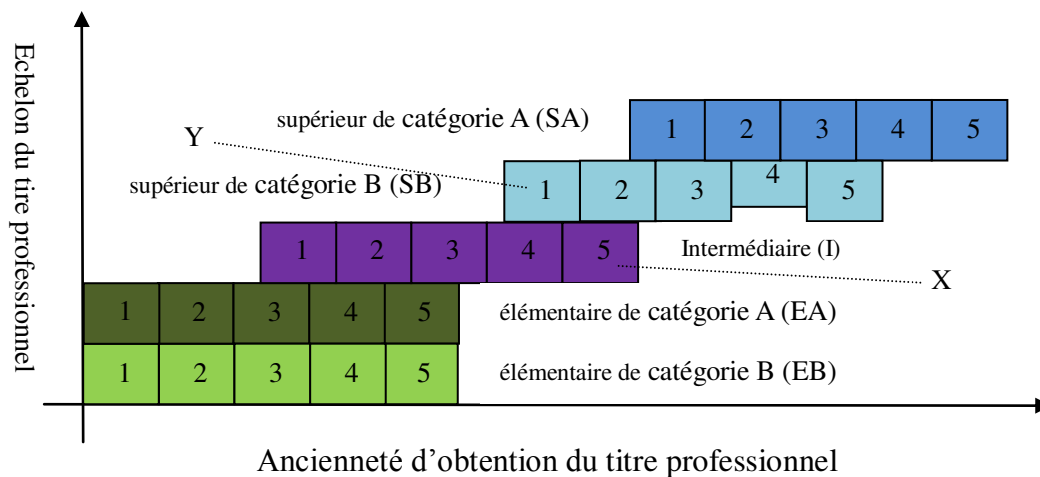 Echelon du tire professionnel
supérieur de catégorie A (SA)
1 2 3 4 5
Y
supérieur de catégorie B (SB)
1 2 3 4 5
1 2 3 4 5
Intermédiaire (I)
X
1 2 3 4 5
élémentaire de catégorie A (EA)
1 2 3 4 5
élémentaire de catégorie B (EB)
Ancienneté d’obtention du titre professionnel